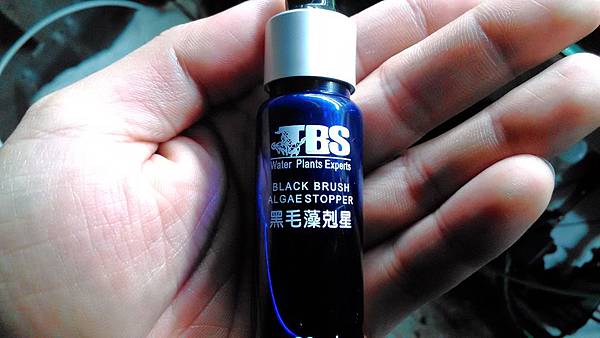 TBS
Water Plants Experts
BLACK BRUSH
ALGAE STOPPER
黑毛藻剋星